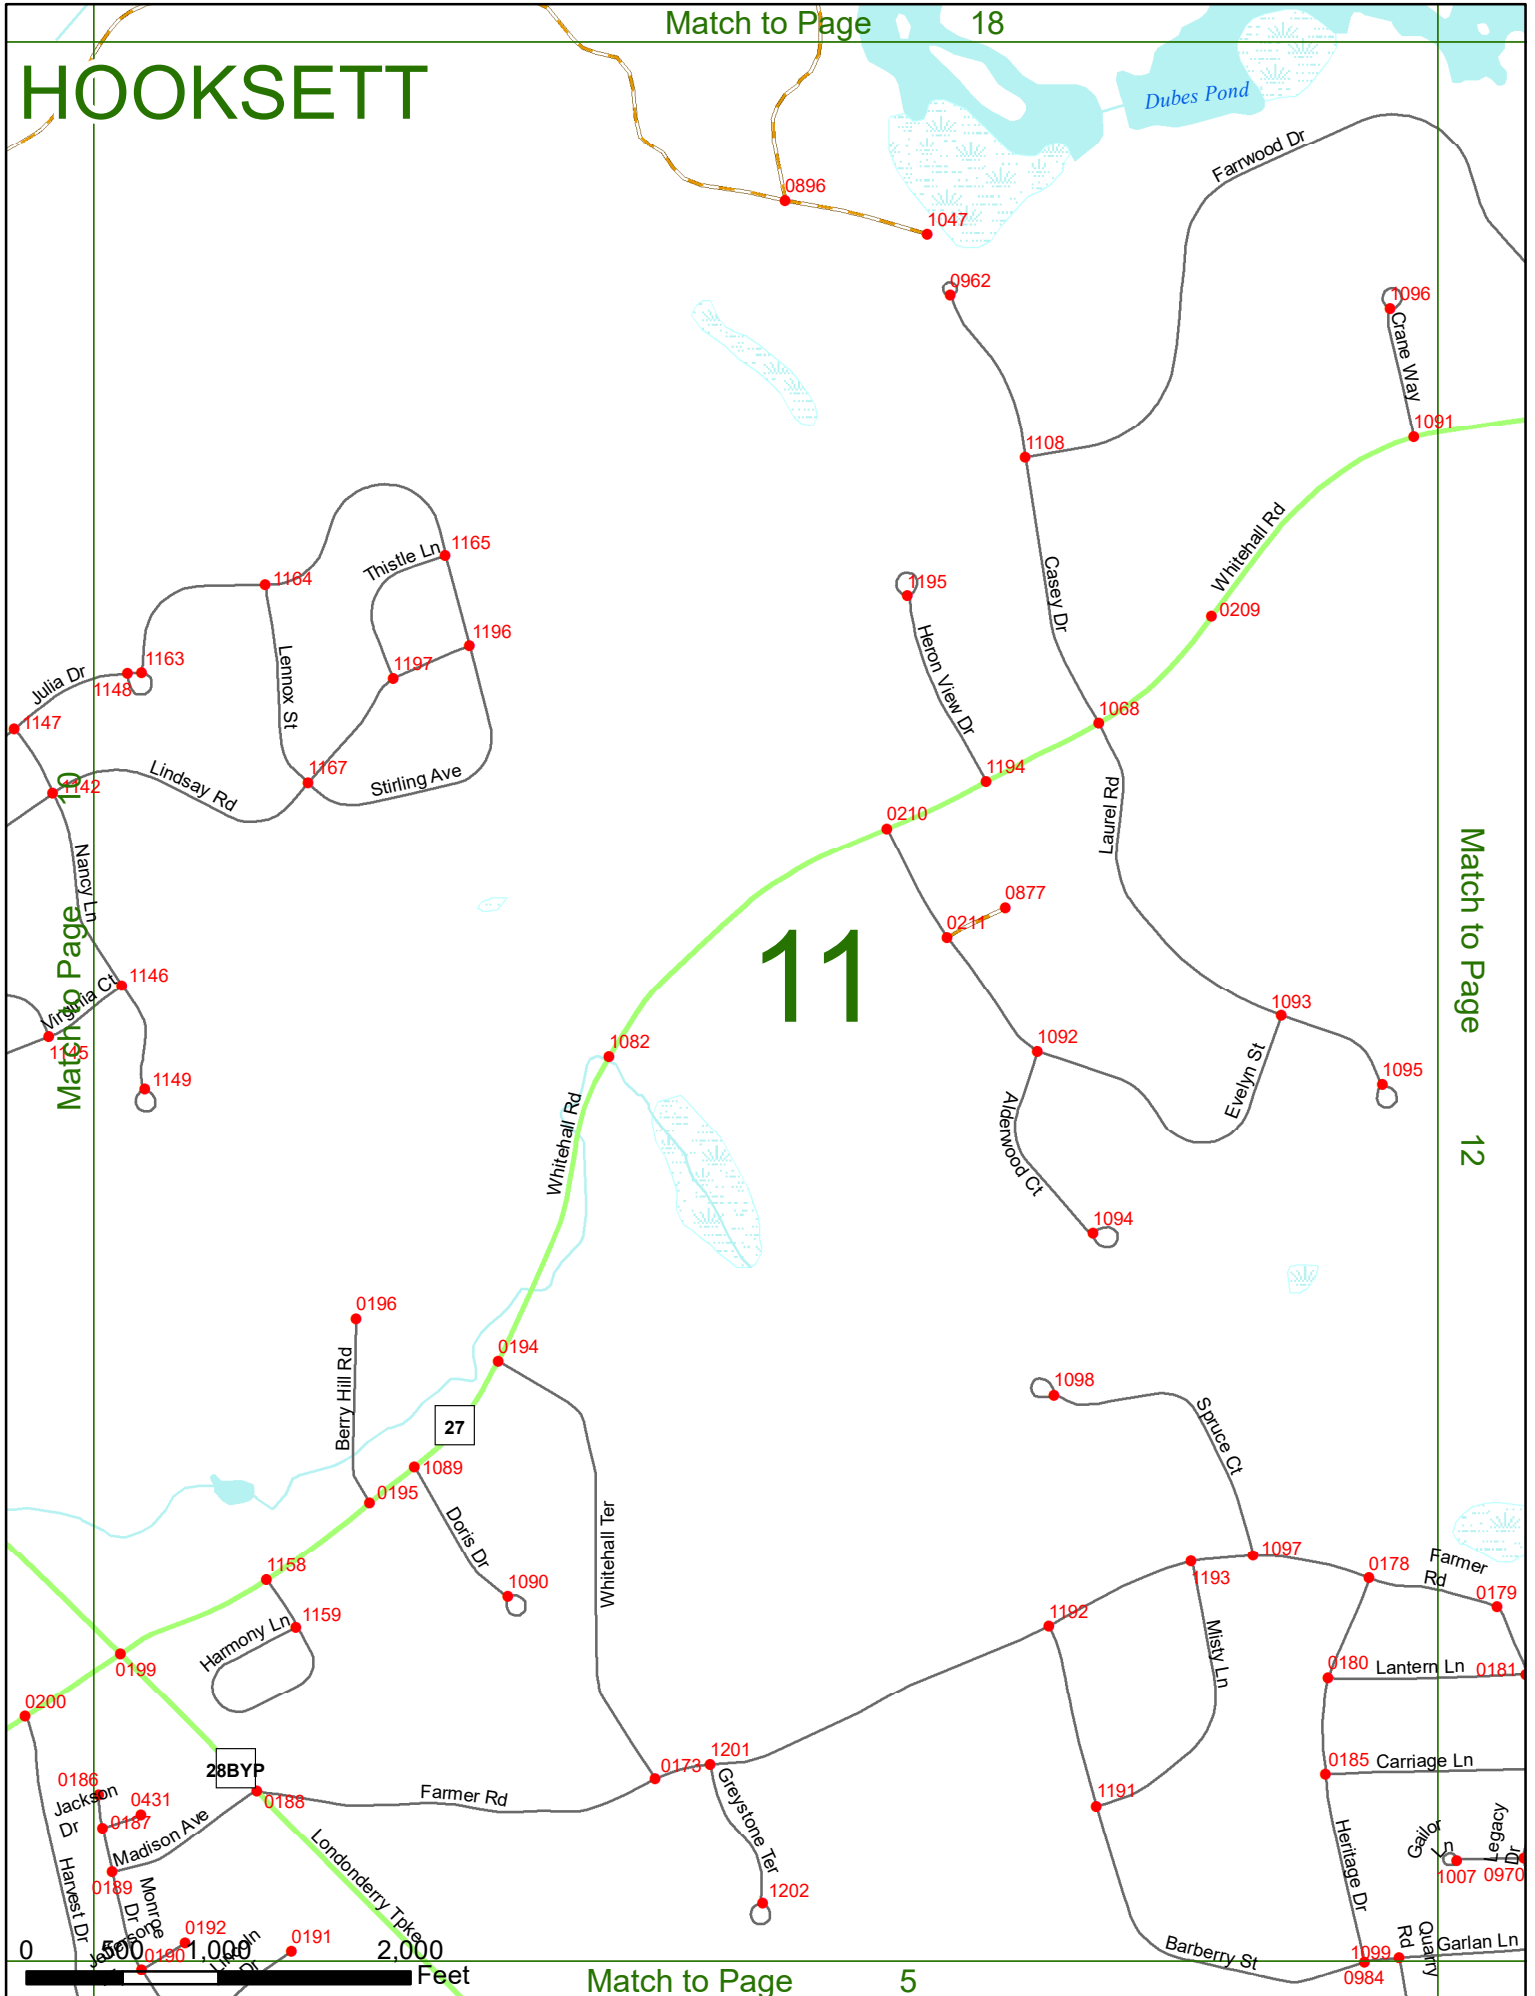 Match to Page 18
HOOKSETT
Dubes Pond
Farrwood Dr
0896
1047
0962
1096
Crane Way
1091
1108
Whitehall Rd
1165
Thistle Ln
1164
Casey Dr
1195
0209
1196
Heron View Dr
1163
1197
Julia Dr
1148
Lennox St
1147
1068
1167
1194
Lindsay Rd
Stirling Ave
1142
Laurel Rd
0210
Match to Page 10
Match to Page 12
Nancy Ln
0877
0211
11
1146
Virginia Ct
1145
1093
1082
1092
1149
1095
Evelyn St
Whitehall Rd
Alderwood Ct
1094
0196
0194
Berry Hill Rd
1098
27
Spruce Ct
1089
0195
Doris Dr
Whitehall Ter
1097
1158
0178
Farmer
Rd
1193
1090
0179
1159
1192
Harmony Ln
Misty Ln
0199
0180
Lantern Ln
0181
0200
1201
0173
0185
Carriage Ln
28BYP
0186
Jackson
Dr
0431
0188
Farmer Rd
Greystone Ter
1191
0187
Madison Ave
Londonderry Tpke
Heritage Dr
Gailor
Ln
Legacy
Dr
0189
Harvest Dr
Monroe
Dr
1007
0970
1202
0192
Jefferson
0190
Lincoln
Dr
0191
Barberry St
1099
0984
Quarry
Rd
Garlan Ln
0 500 1,000 2,000
Feet
Match to Page 5